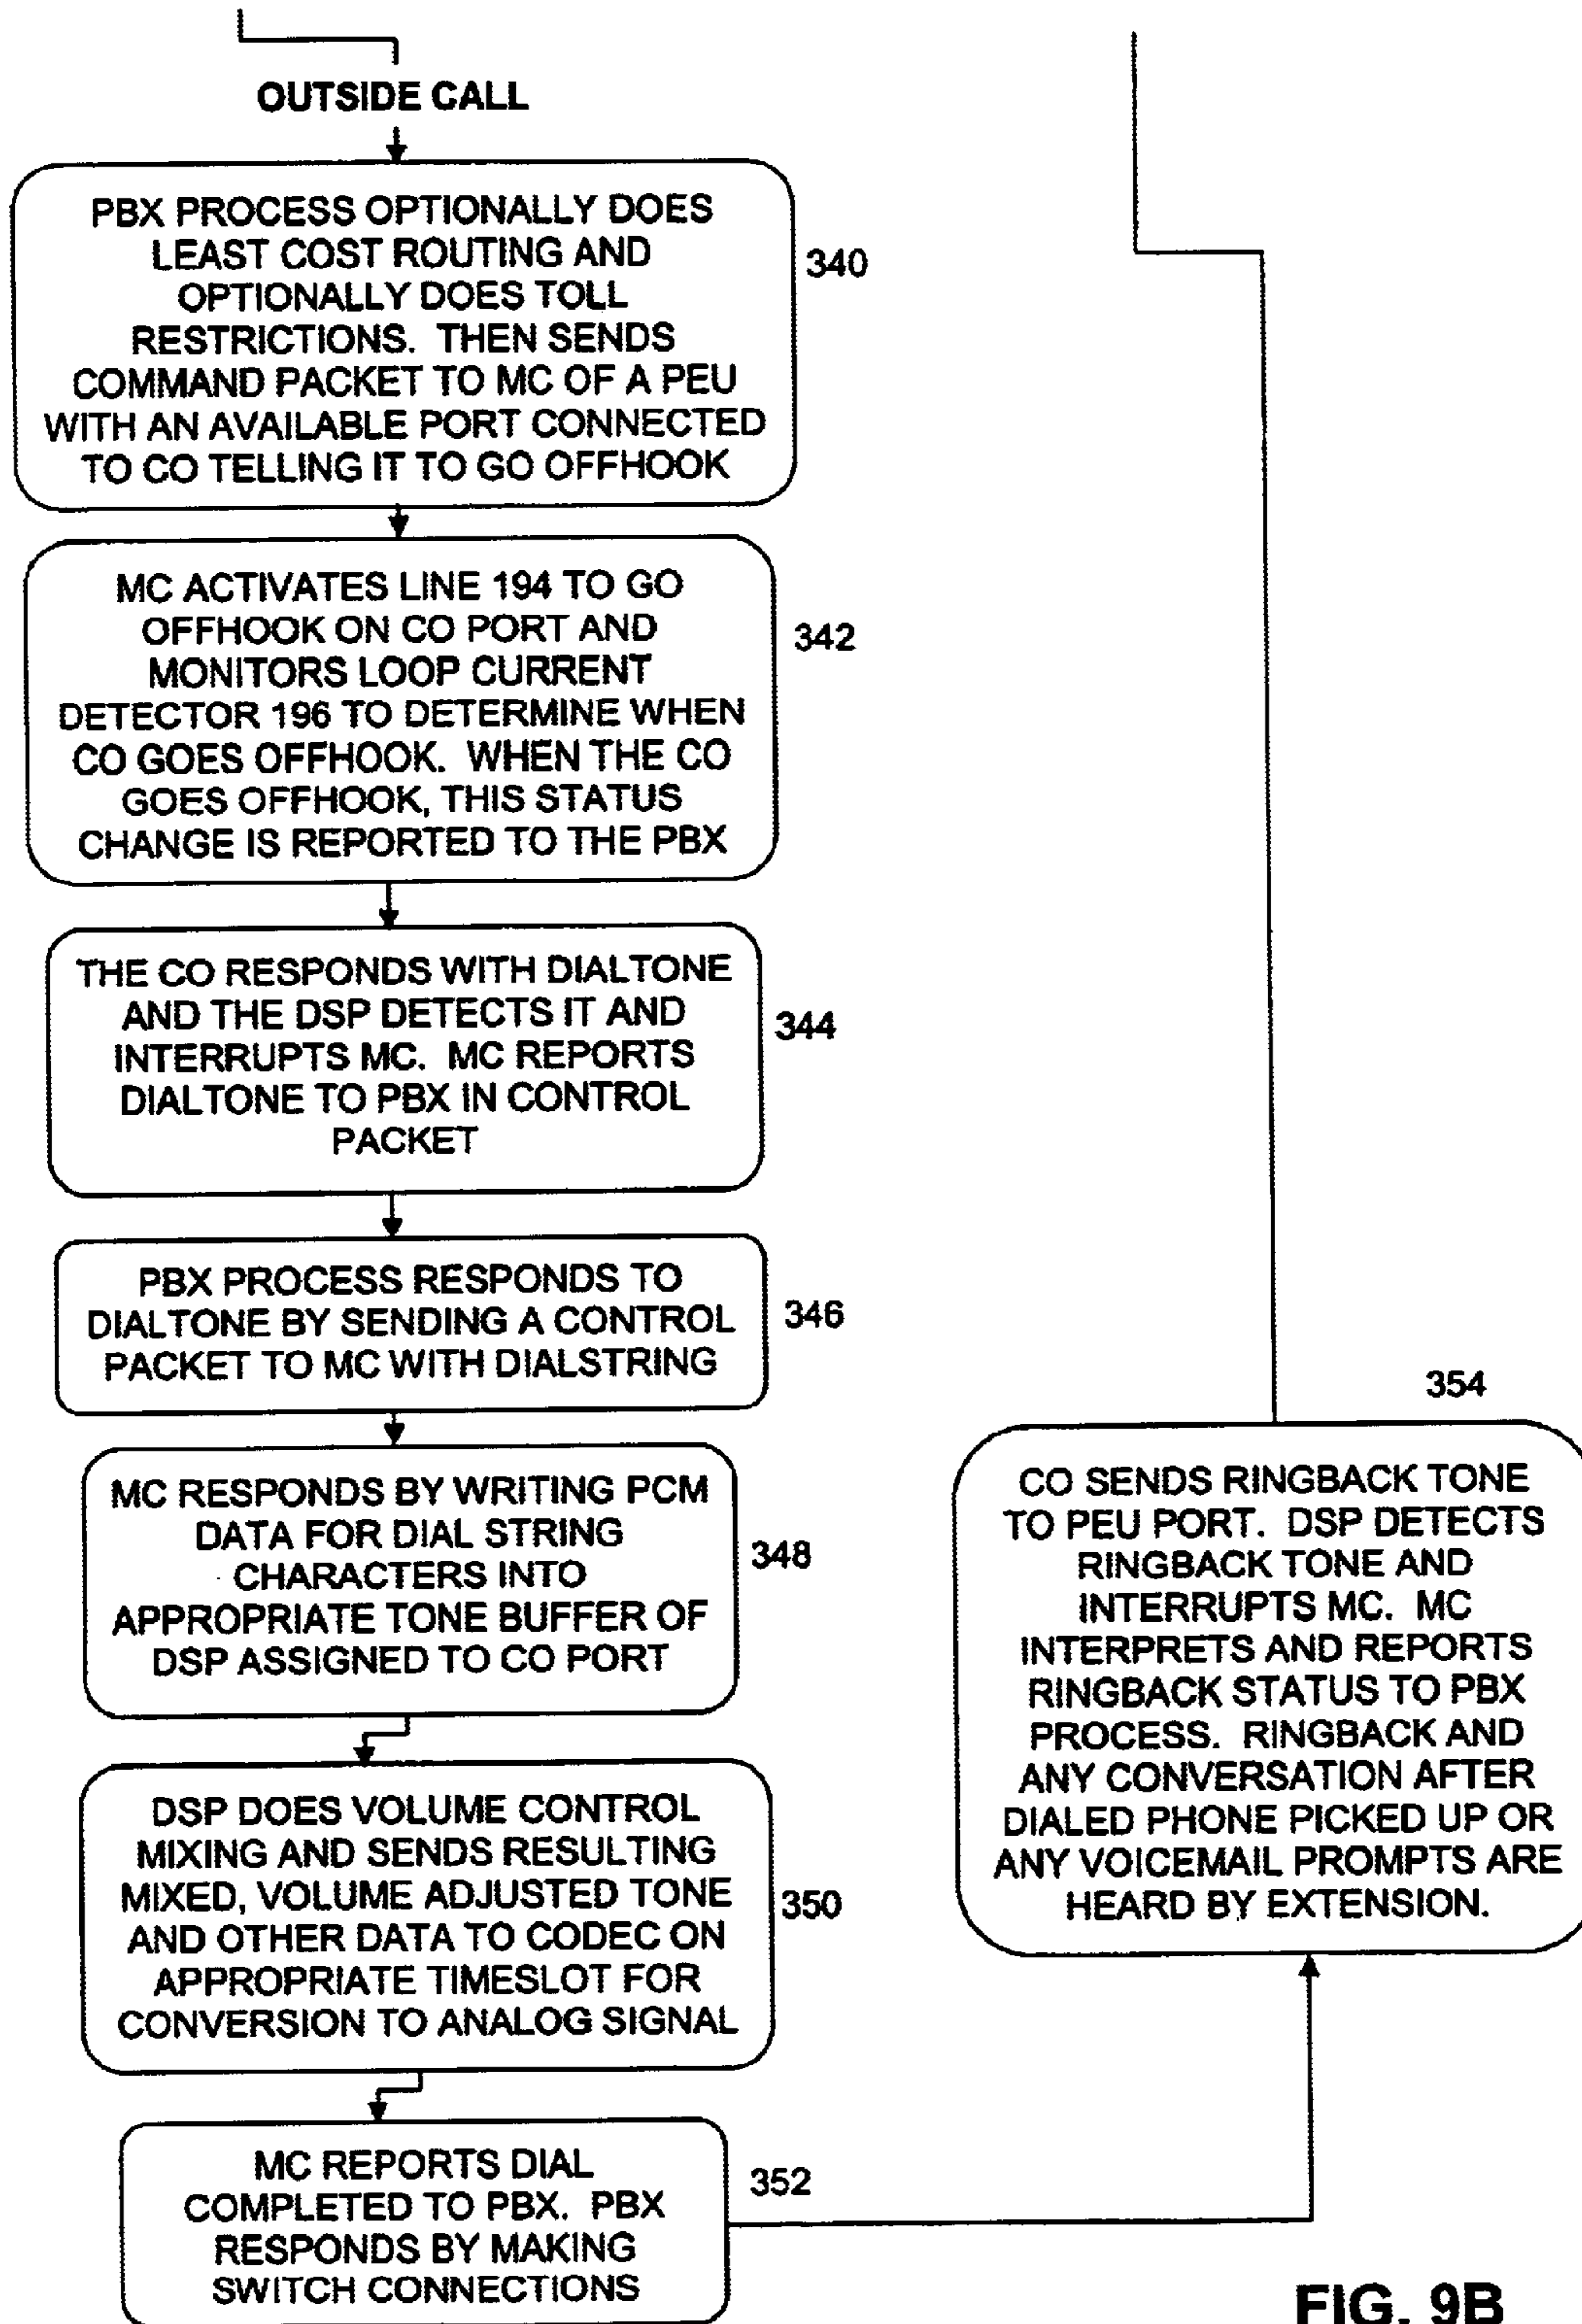 OUTSIDE CALL
PBX PROCESS OPTIONALLY DOES
LEAST COST ROUTING AND
OPTIONALLY DOES TOLL
RESTRICTIONS. THEN SENDS
COMMAND PACKET TO MC OF A PEU
WITH AN AVAILABLE PORT CONNECTED
TO CO TELLING IT TO GO OFFHOOK
340
MC ACTIVATES LINE 194 TO GO
OFFHOOK ON CO PORT AND
MONITORS LOOP CURRENT
DETECTOR 196 TO DETERMINE WHEN
CO GOES OFFHOOK. WHEN THE CO
GOES OFFHOOK, THIS STATUS
CHANGE IS REPORTED TO THE PBX
342
THE CO RESPONDS WITH DIALTONE
AND THE DSP DETECTS IT AND
INTERRUPTS MC. MC REPORTS
DIALTONE TO PBX IN CONTROL
PACKET
344
PBX PROCESS RESPONDS TO
DIALTONE BY SENDING A CONTROL
PACKET TO MC WITH DIALSTRING
346
MC RESPONDS BY WRITING PCM
DATA FOR DIAL STRING
CHARACTERS INTO
APPROPRIATE TONE BUFFER OF
DSP ASSIGNED TO CO PORT
348
DSP DOES VOLUME CONTROL
MIXING AND SENDS RESULTING
MIXED, VOLUME ADJUSTED TONE
AND OTHER DATA TO CODEC ON
APPROPRIATE TIMESLOT FOR
CONVERSION TO ANALOG SIGNAL
350
MC REPORTS DIAL
COMPLETED TO PBX. PBX
RESPONDS BY MAKING
SWITCH CONNECTIONS
352
354
CO SENDS RINGBACK TONE
TO PEU PORT. DSP DETECTS
RINGBACK TONE AND
INTERRUPTS MC. MC
INTERPRETS AND REPORTS
RINGBACK STATUS TO PBX
PROCESS. RINGBACK AND
ANY CONVERSATION AFTER
DIALED PHONE PICKED UP OR
ANY VOICEMAIL PROMPTS ARE
HEARD BY EXTENSION.
FIG. 9B